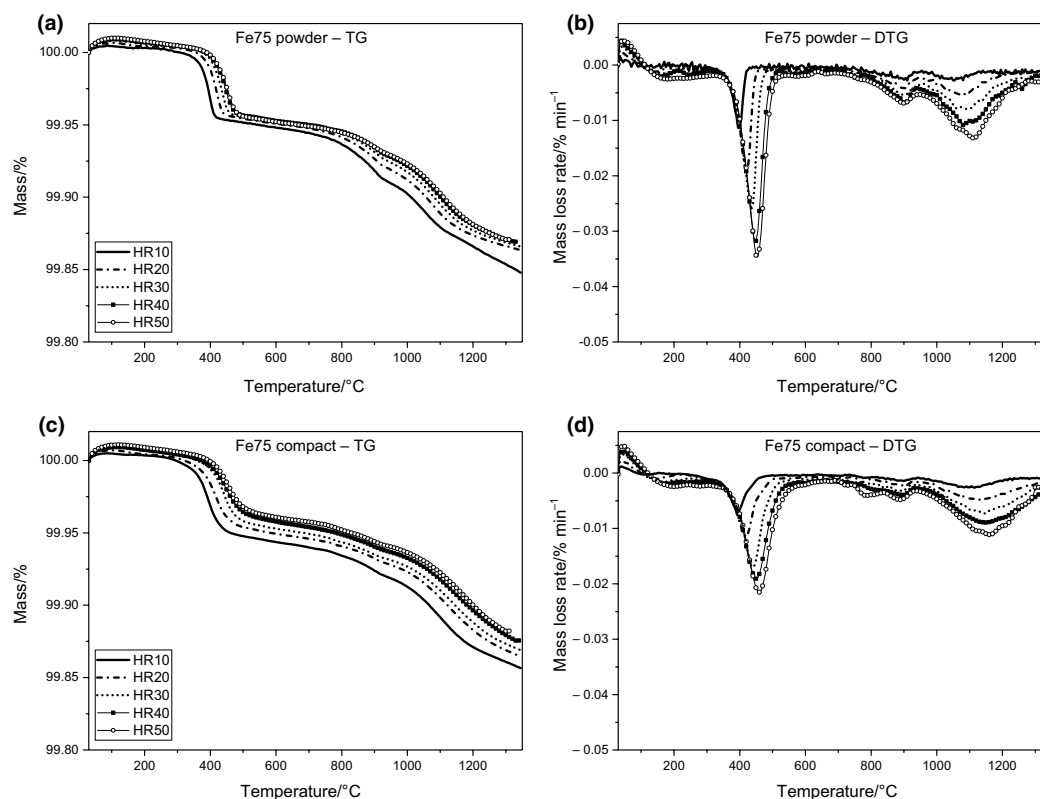 (a)
Fe75 powder – TG
100.00
99.95
99.90
99.85
99.80
Mass/%
HR10
HR20
HR30
HR40
HR50
200
400
600
800
1000
1200
Temperature/°C
(b)
Fe75 powder – DTG
0.00
– 0.01
– 0.02
– 0.03
– 0.04
-0.05
Mass loss rate/% min⁻¹
200
400
600
800
1000
1200
Temperature/°C
(c)
Fe75 compact – TG
100.00
99.95
99.90
99.85
99.80
Mass/%
HR10
HR20
HR30
HR40
HR50
200
400
600
800
1000
1200
Temperature/°C
(d)
Fe75 compact – DTG
0.00
– 0.01
– 0.02
– 0.03
– 0.04
– 0.05
Mass loss rate/% min⁻¹
200
400
600
800
1000
1200
Temperature/°C